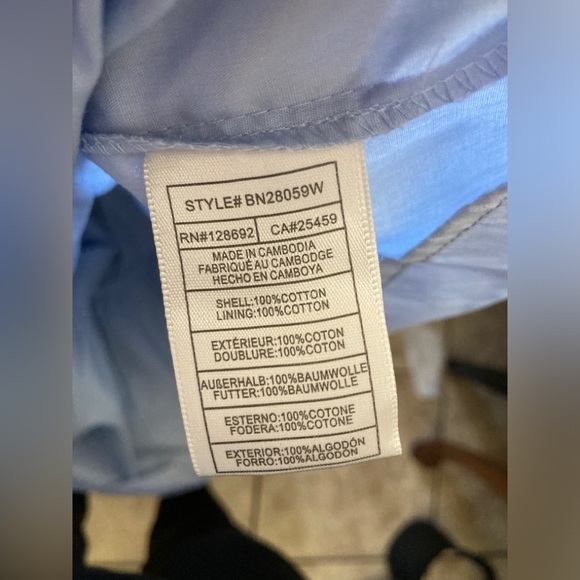 STYLE# BN28059W
RN#128692 CA#25459
MADE IN CAMBODIA
FABRIQUÉ AU CAMBODGE
HECHO EN CAMBOYA
SHELL:100%COTTON
LINING:100%COTTON
EXTÉRIEUR:100%COTON
DOUBLURE:100%COTON
AUßERHALB:100%BAUMWOLLE
FUTTER:100%BAUMWOLLE
ESTERNO:100%COTONE
FODERA:100%COTONE
EXTERIOR:100%ALGODÓN
FORRO:100%ALGODÓN